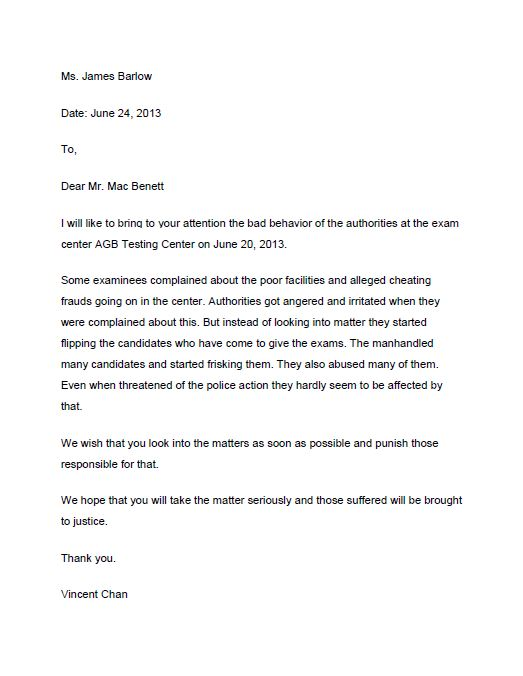 Ms. James Barlow
Date: June 24, 2013
To,
Dear Mr. Mac Benett
I will like to bring to your attention the bad behavior of the authorities at the exam
center AGB Testing Center on June 20, 2013.
Some examinees complained about the poor facilities and alleged cheating
frauds going on in the center. Authorities got angered and irritated when they
were complained about this. But instead of looking into matter they started
flipping the candidates who have come to give the exams. The manhandled
many candidates and started frisking them. They also abused many of them.
Even when threatened of the police action they hardly seem to be affected by
that.
We wish that you look into the matters as soon as possible and punish those
responsible for that.
We hope that you will take the matter seriously and those suffered will be brought
to justice.
Thank you.
Vincent Chan